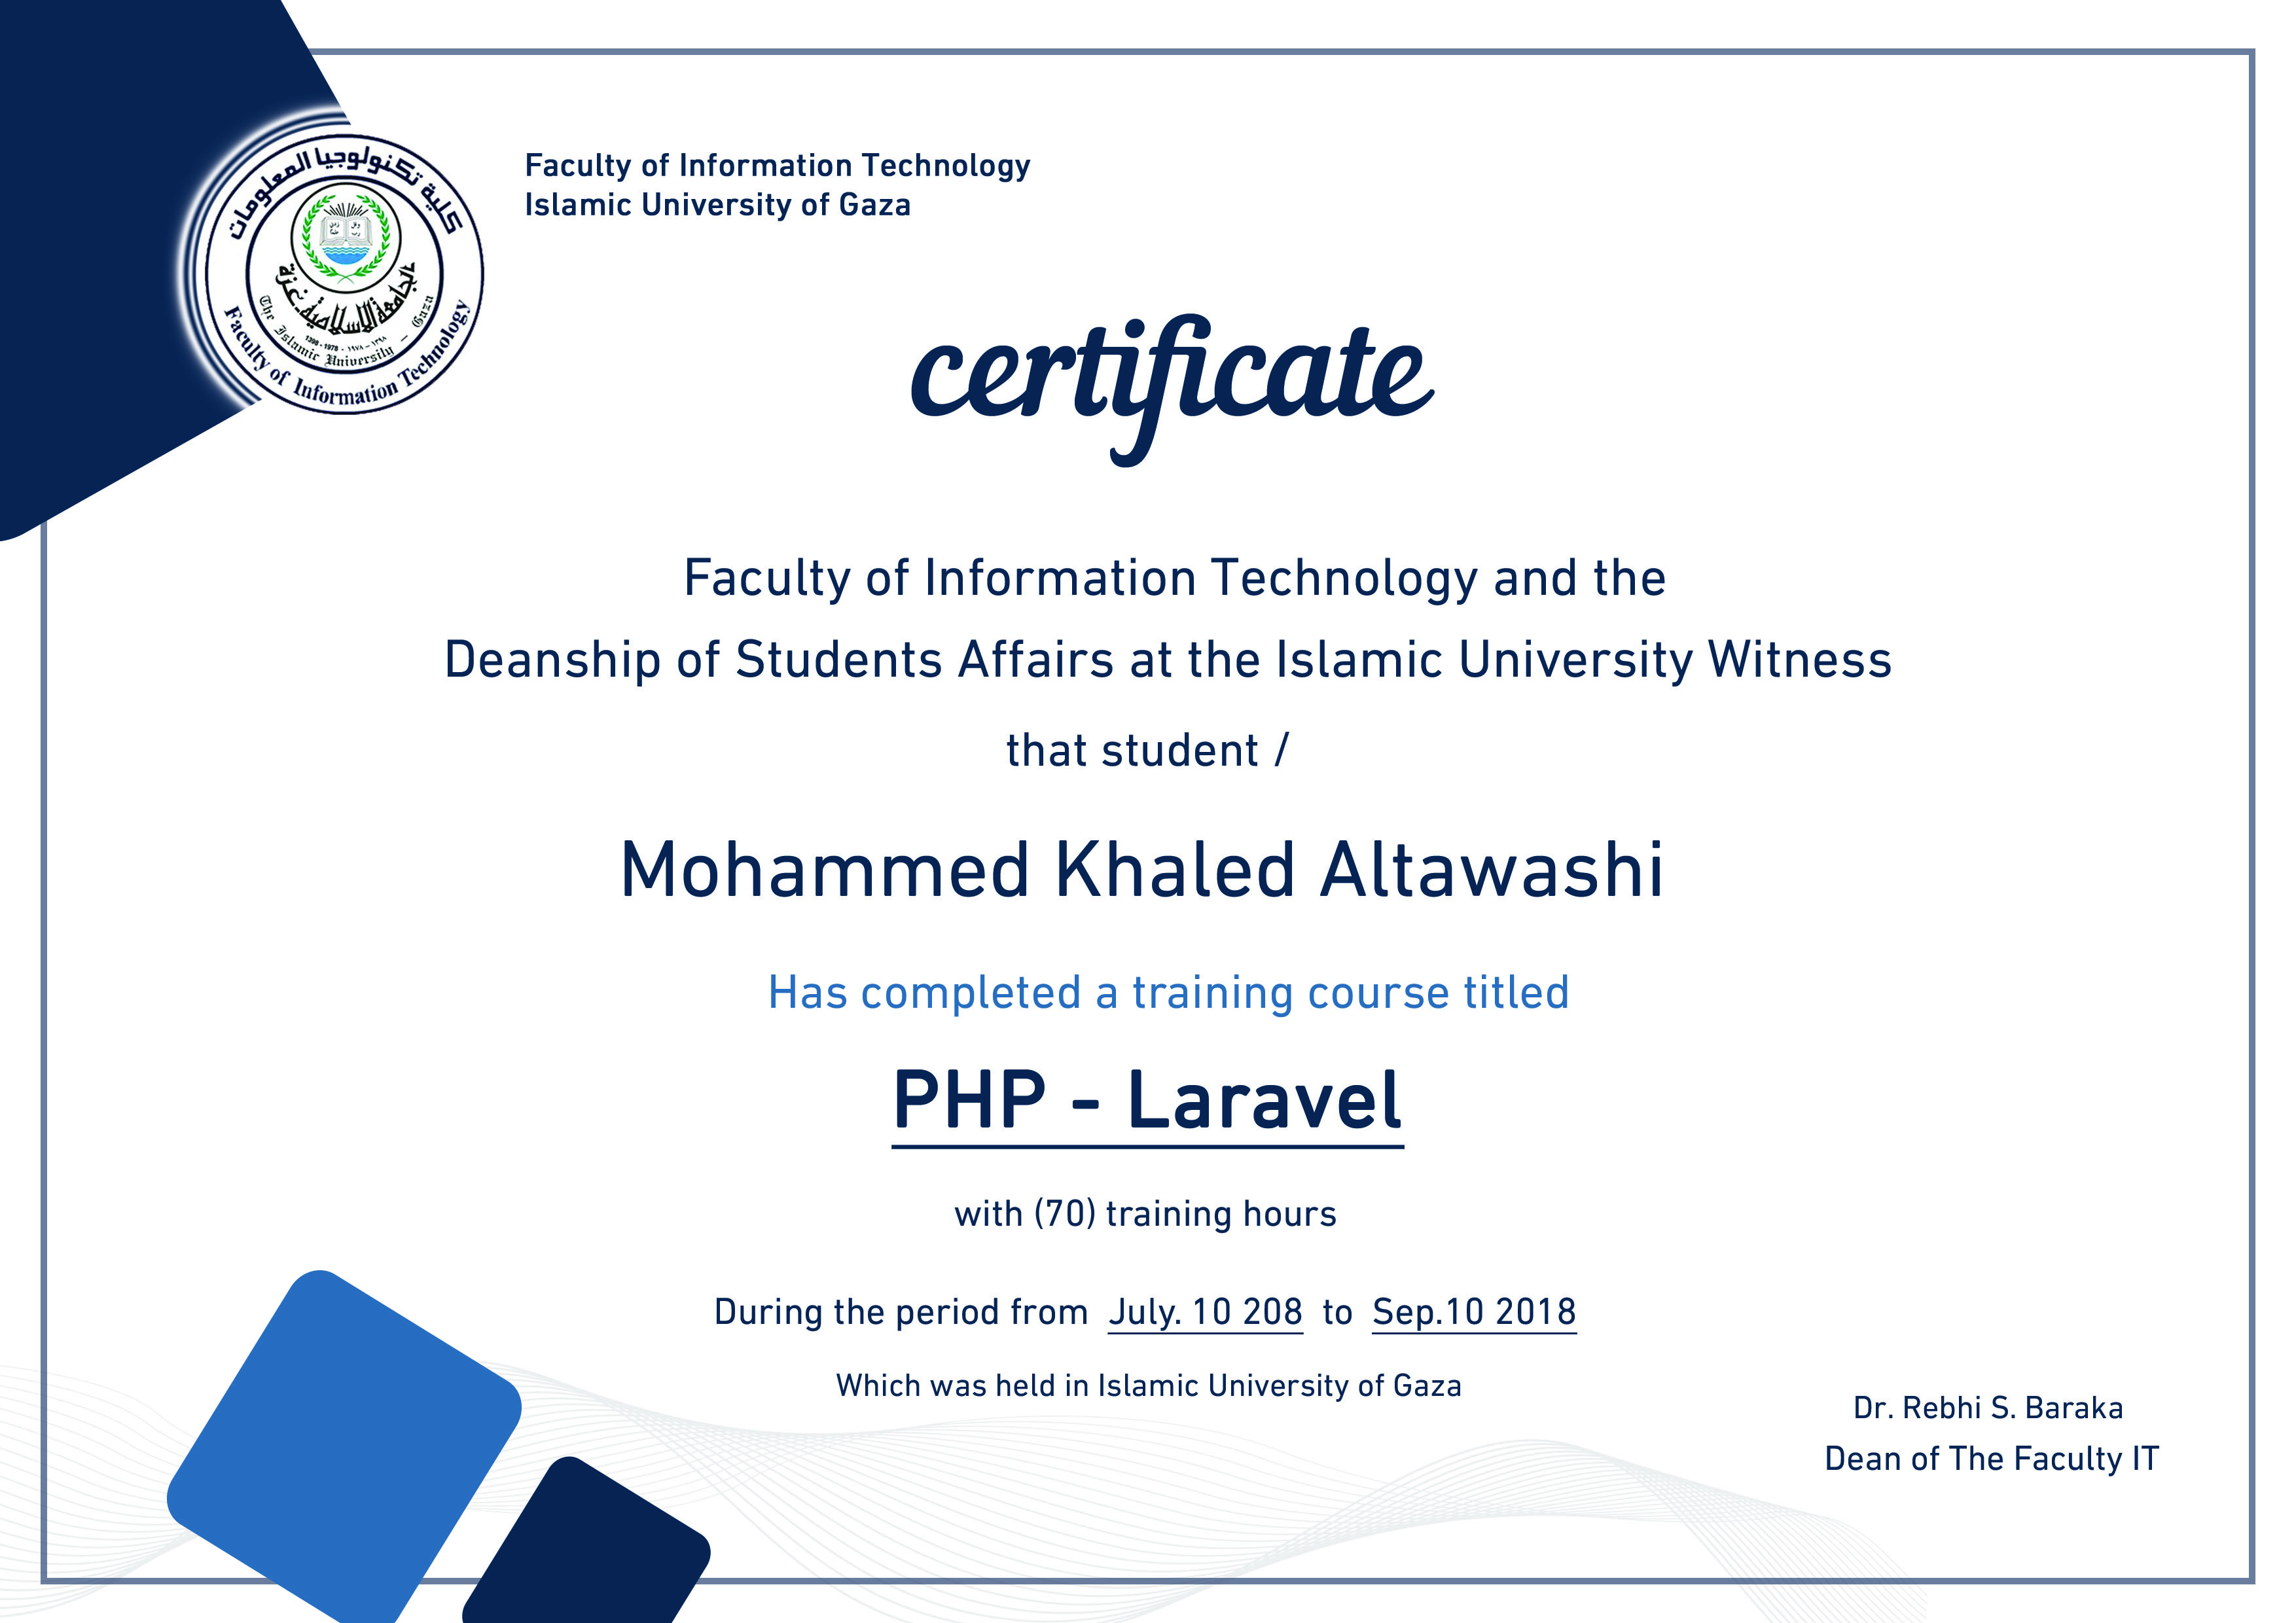 كلية تكنولوجيا المعلومات
الجامعة الإسلامية - غزة
1398 - 1978 - ١٩٧٨ - ١٣٩٨
The Islamic University - Gaza
Faculty of Information Technology
Faculty of Information Technology
Islamic University of Gaza
certificate
Faculty of Information Technology and the
Deanship of Students Affairs at the Islamic University Witness
that student /
Mohammed Khaled Altawashi
Has completed a training course titled
PHP - Laravel
with (70) training hours
During the period from July. 10 208 to Sep.10 2018
Which was held in Islamic University of Gaza
Dr. Rebhi S. Baraka
Dean of The Faculty IT